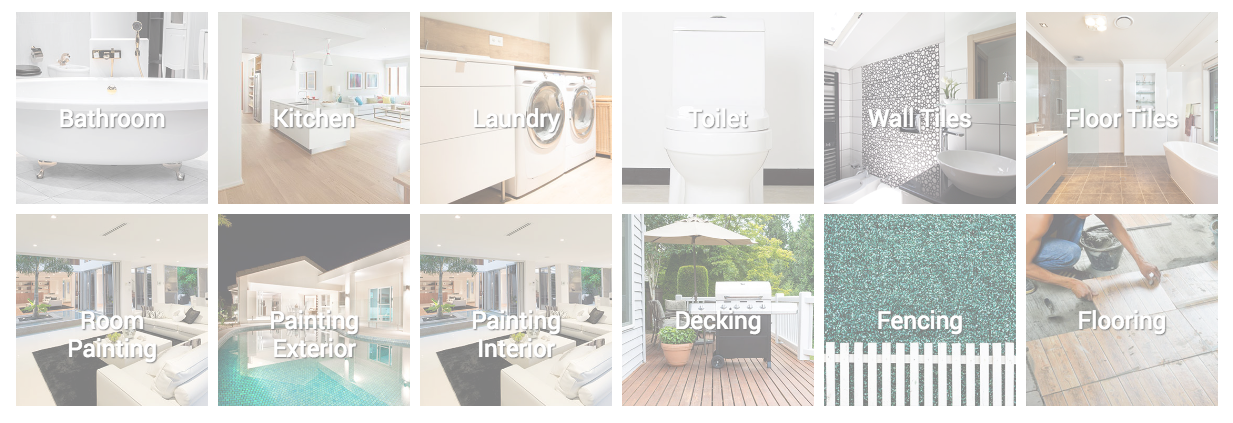 Bathroom
Kitchen
Laundry
Toilet
Wall Tiles
Floor Tiles
Room
Painting
Painting
Exterior
Painting
Interior
Decking
Fencing
Flooring